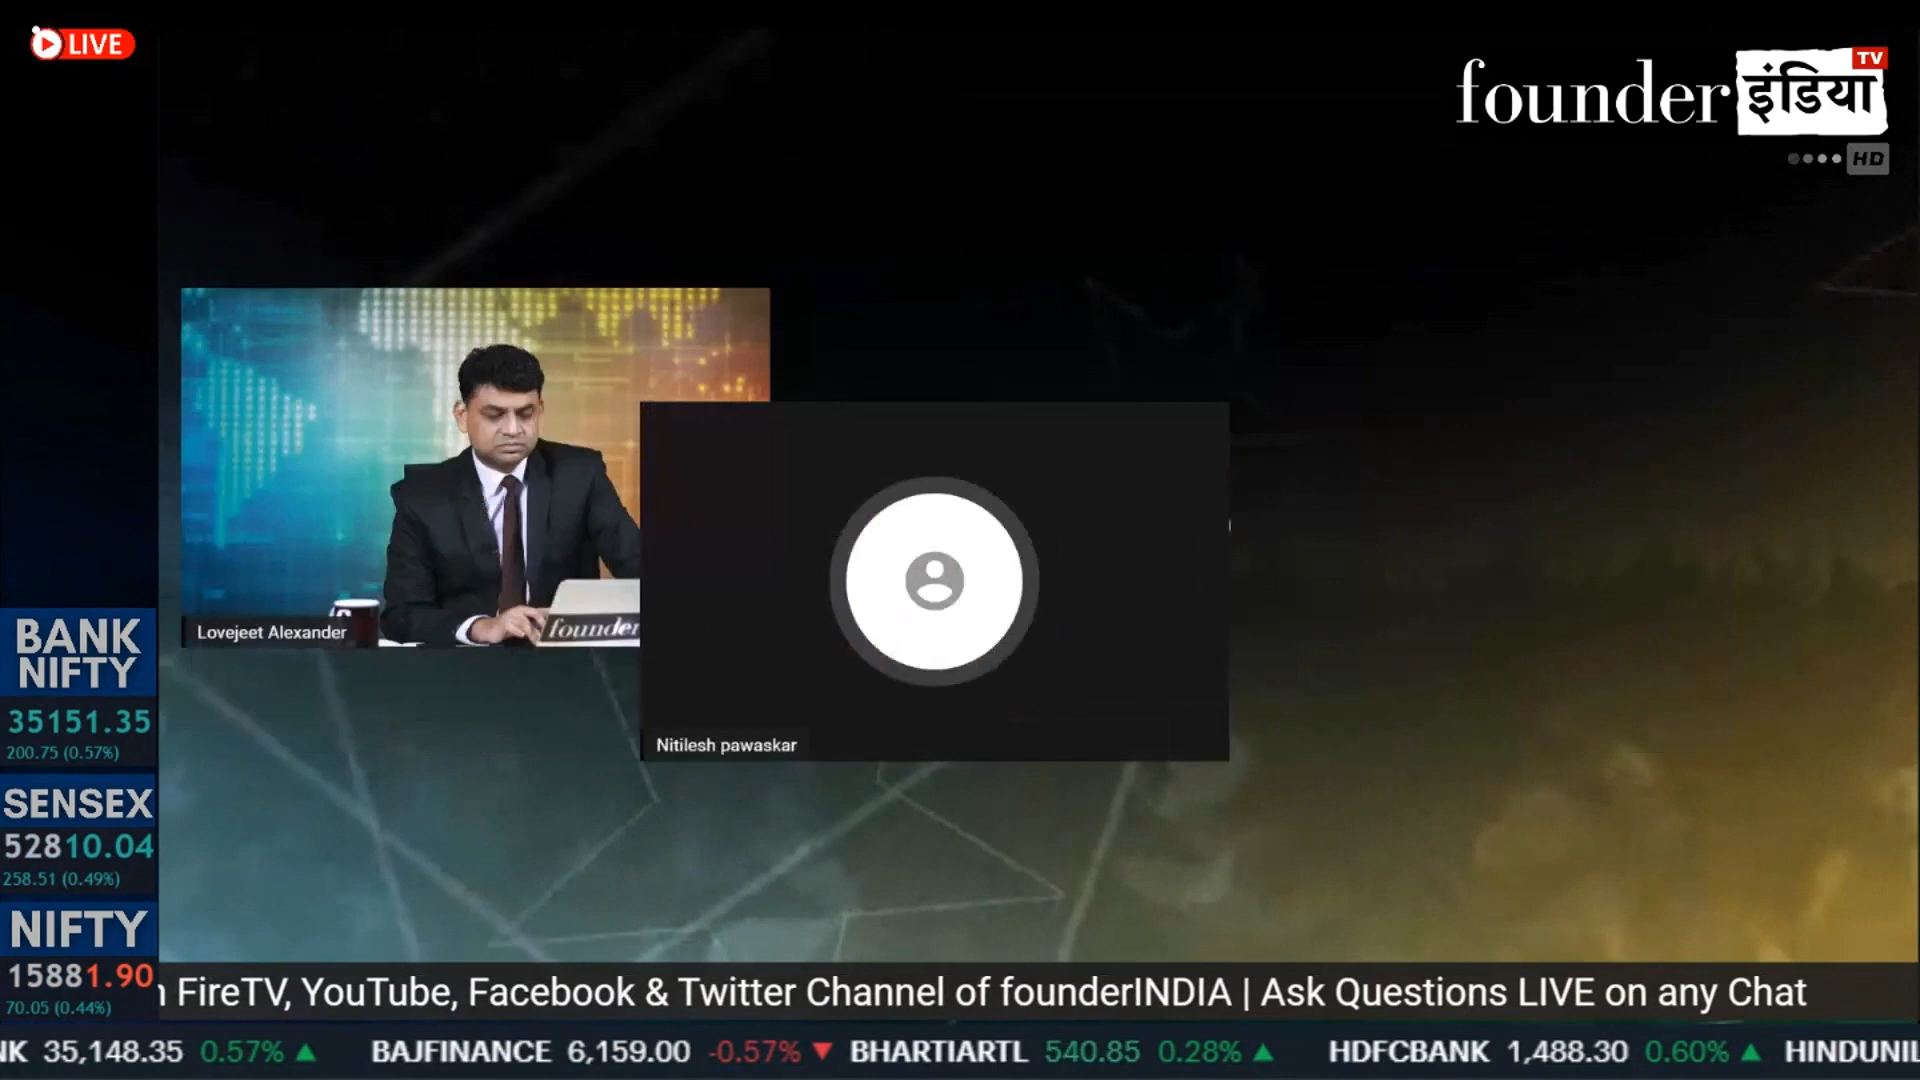 LIVE
founder इंडिया TV
HD
Lovejeet Alexander
founder
Nitilesh pawaskar
BANK
NIFTY
35151.35
200.75 (0.57%)
SENSEX
52810.04
258.51 (0.49%)
NIFTY
15881.90
70.05 (0.44%)
FireTV, YouTube, Facebook & Twitter Channel of founderINDIA | Ask Questions LIVE on any Chat
35,148.35 0.57% ▲ BAJFINANCE 6,159.00 -0.57% ▼ BHARTIARTL 540.85 0.28% ▲ HDFCBANK 1,488.30 0.60% ▲ HINDUNIL